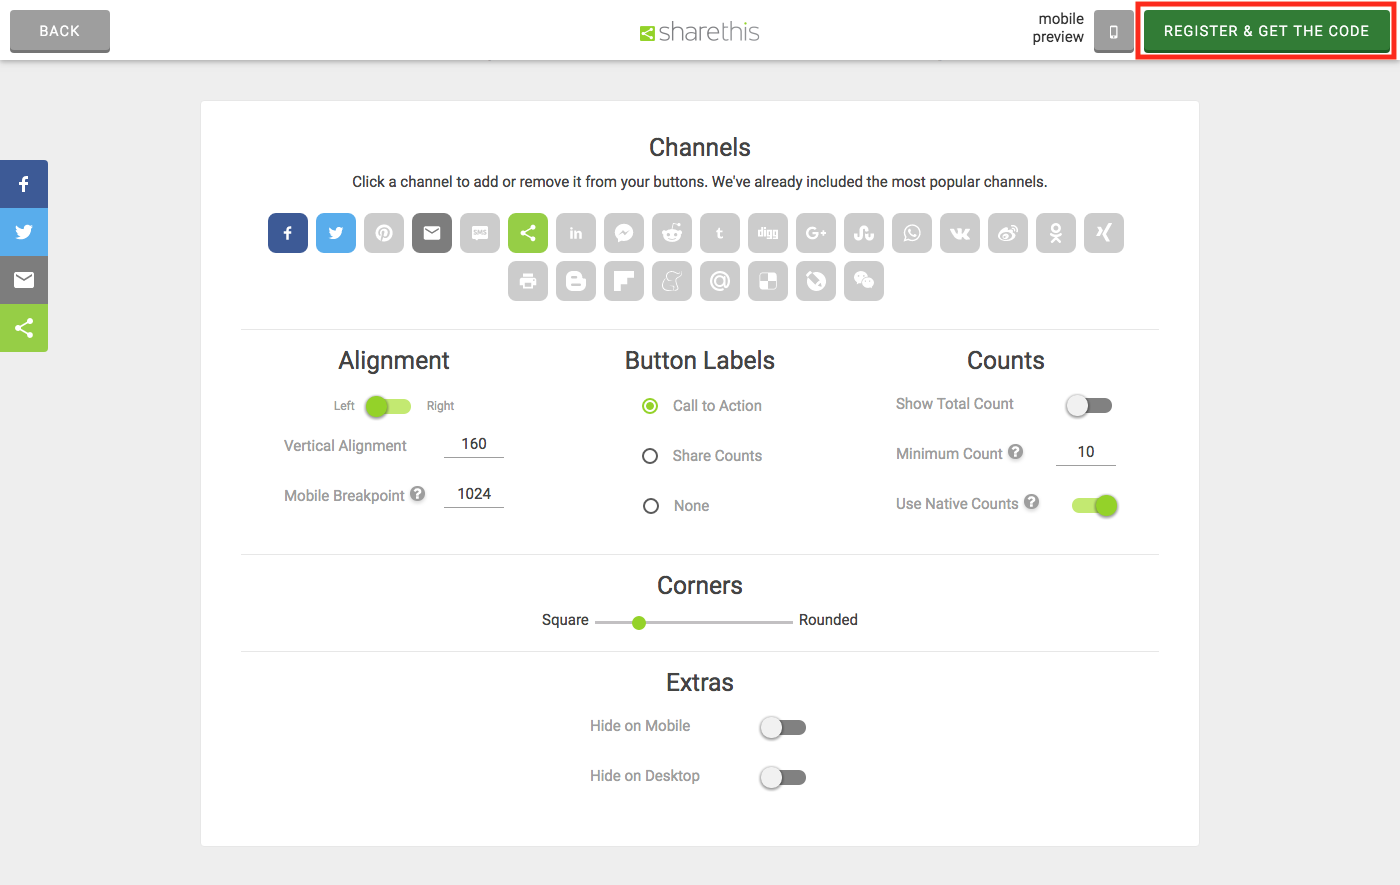 BACK
sharethis
mobile
preview
REGISTER & GET THE CODE
Channels
Click a channel to add or remove it from your buttons. We've already included the most popular channels.
SMS
in
t
digg
G+
Alignment
Left
Right
Vertical Alignment
160
Mobile Breakpoint ?
1024
Button Labels
Call to Action
Share Counts
None
Counts
Show Total Count
Minimum Count ?
10
Use Native Counts ?
Corners
Square
Rounded
Extras
Hide on Mobile
Hide on Desktop